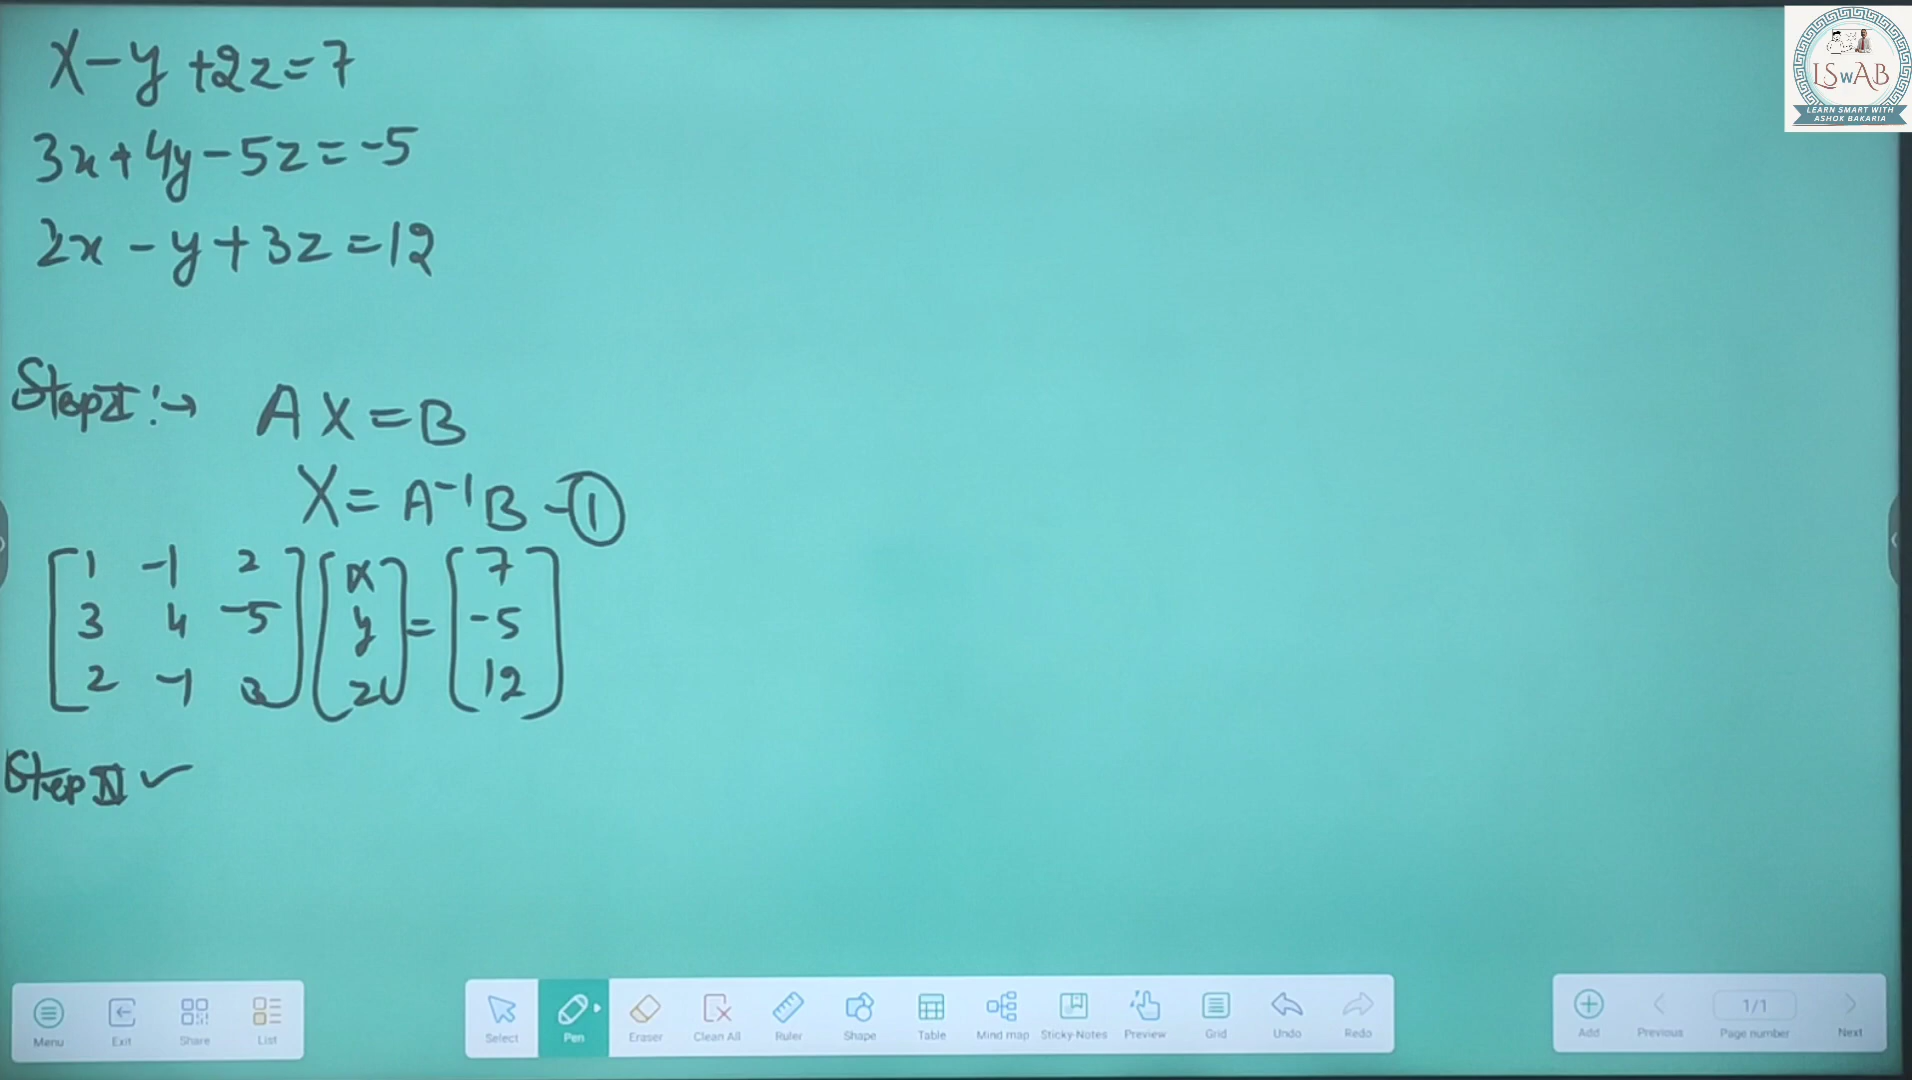 x-y+2z=7
3x+4y-5z=-5
2x-y+3z=12
Step I :→ AX=B
X=A⁻¹B -①
[1 -1 2] [x] = [7]
[3 4 -5] [y] [-5]
[2 -1 3] [z] [12]
Step II ✓
LSwAB
LEARN SMART WITH
ASHOK BAKARIA
Menu Exit Share List
Select Pen Eraser Clean All Ruler Shape Table Mind map Sticky-Notes Preview Grid Undo Redo
Add Previous 1/1 Page number Next